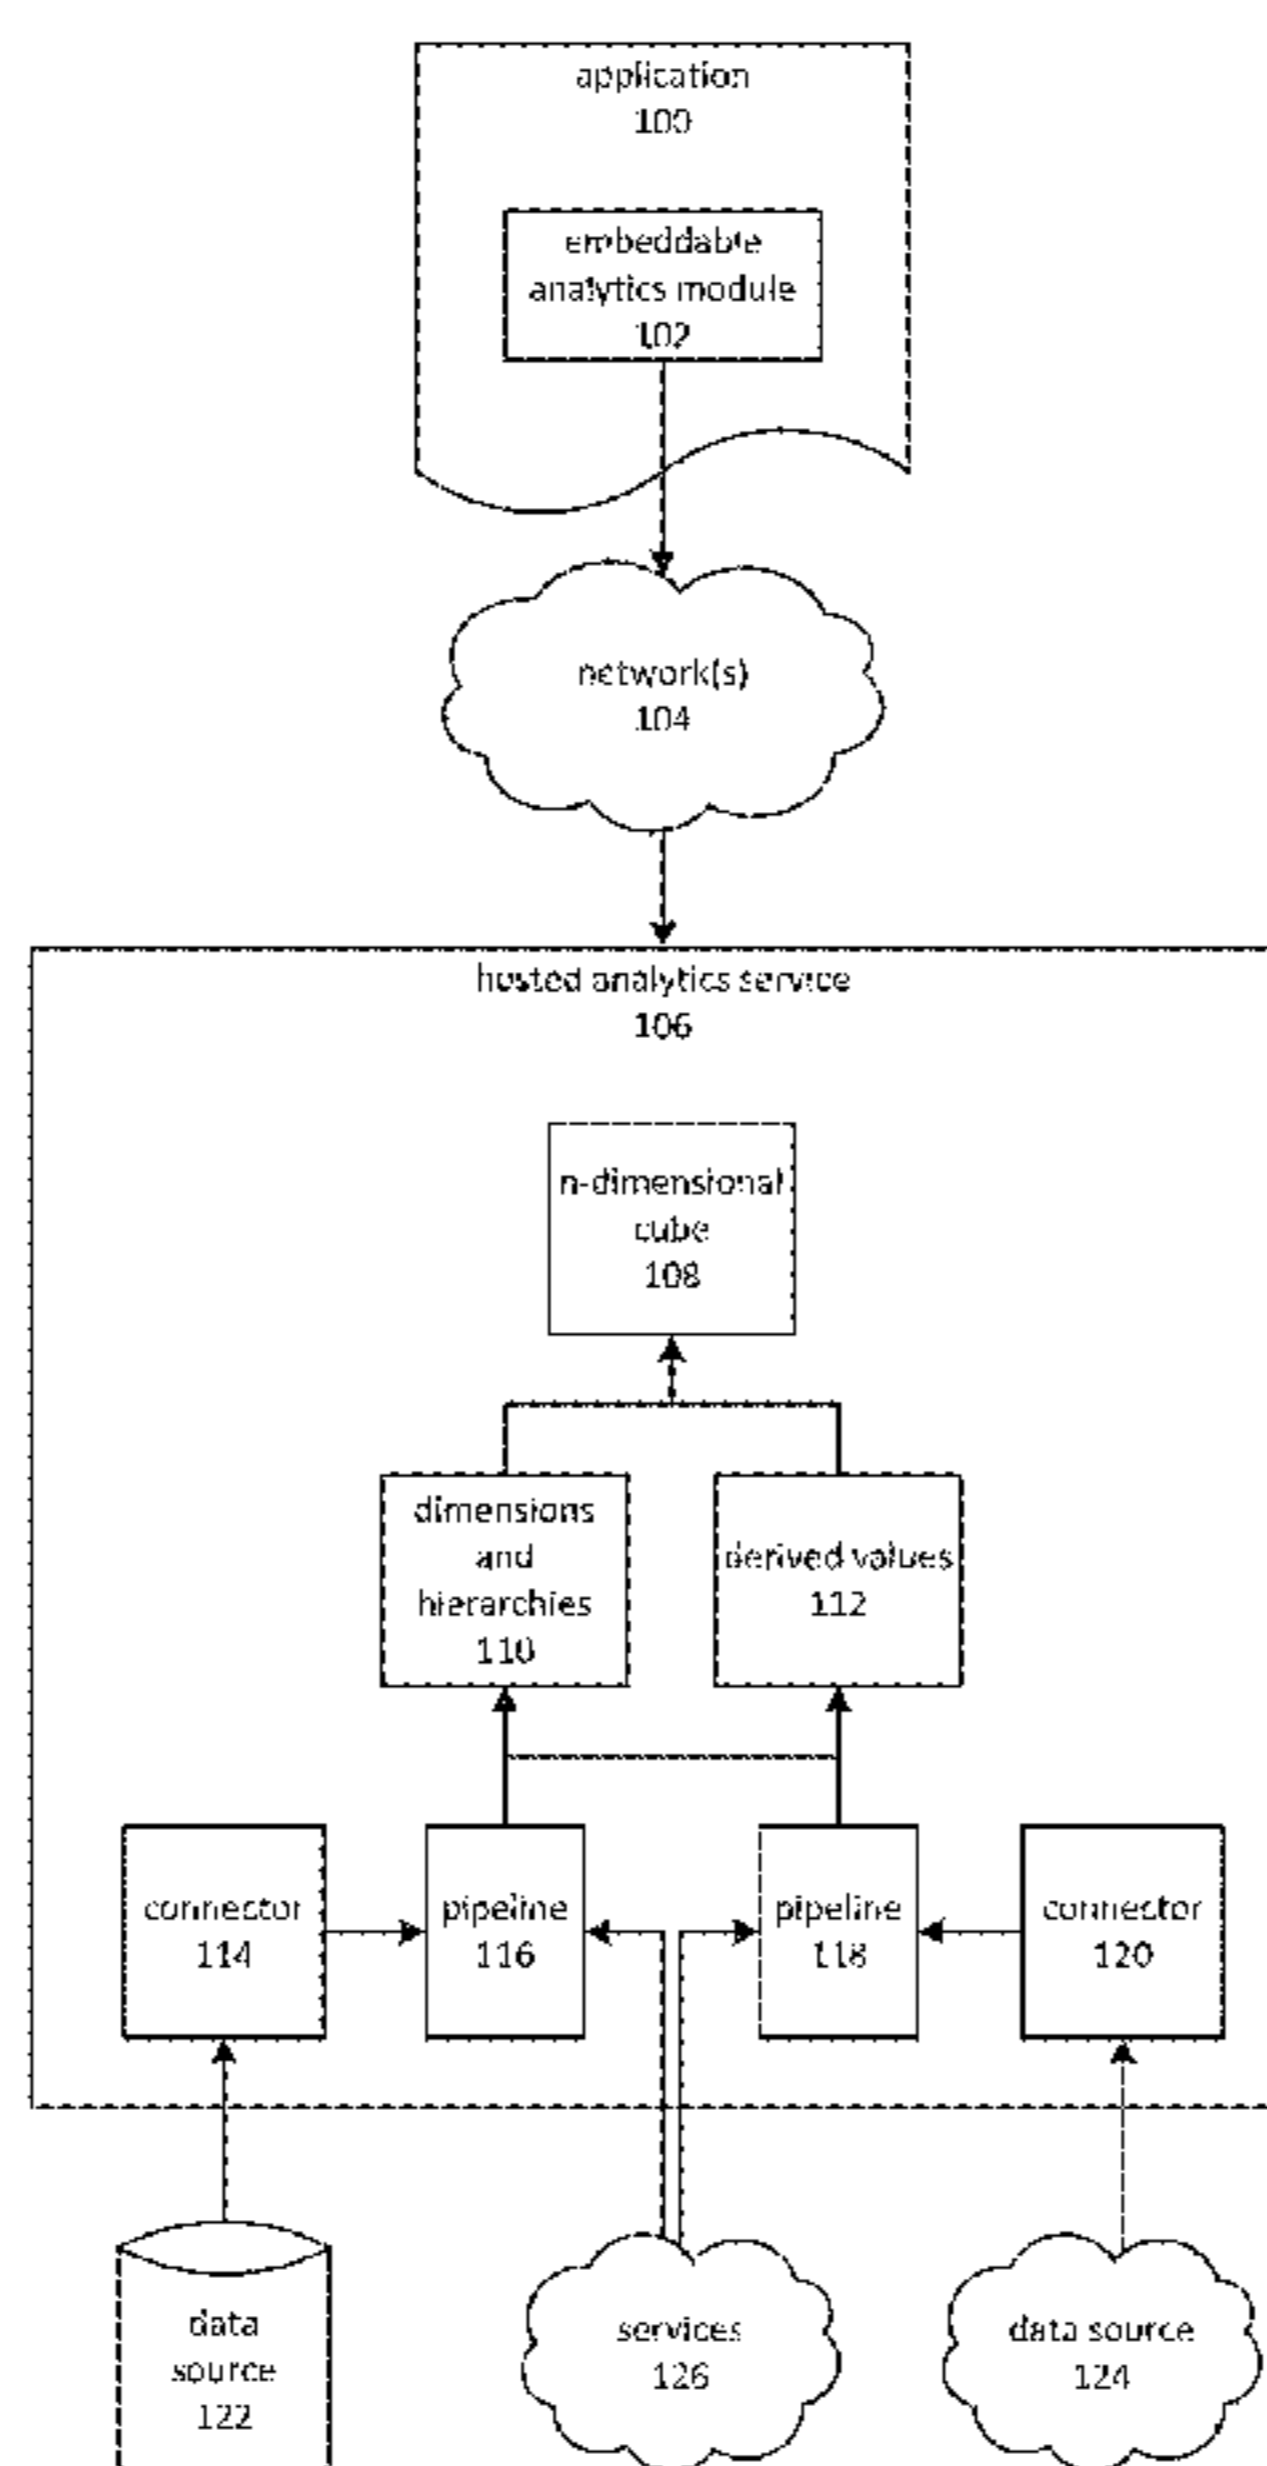 application
100
embeddable
analytics module
102
network(s)
104
hosted analytics service
106
n-dimensional
cube
108
dimensions
and
hierarchies
110
derived values
112
connector
114
pipeline
116
pipeline
118
connector
120
data
source
122
services
126
data source
124